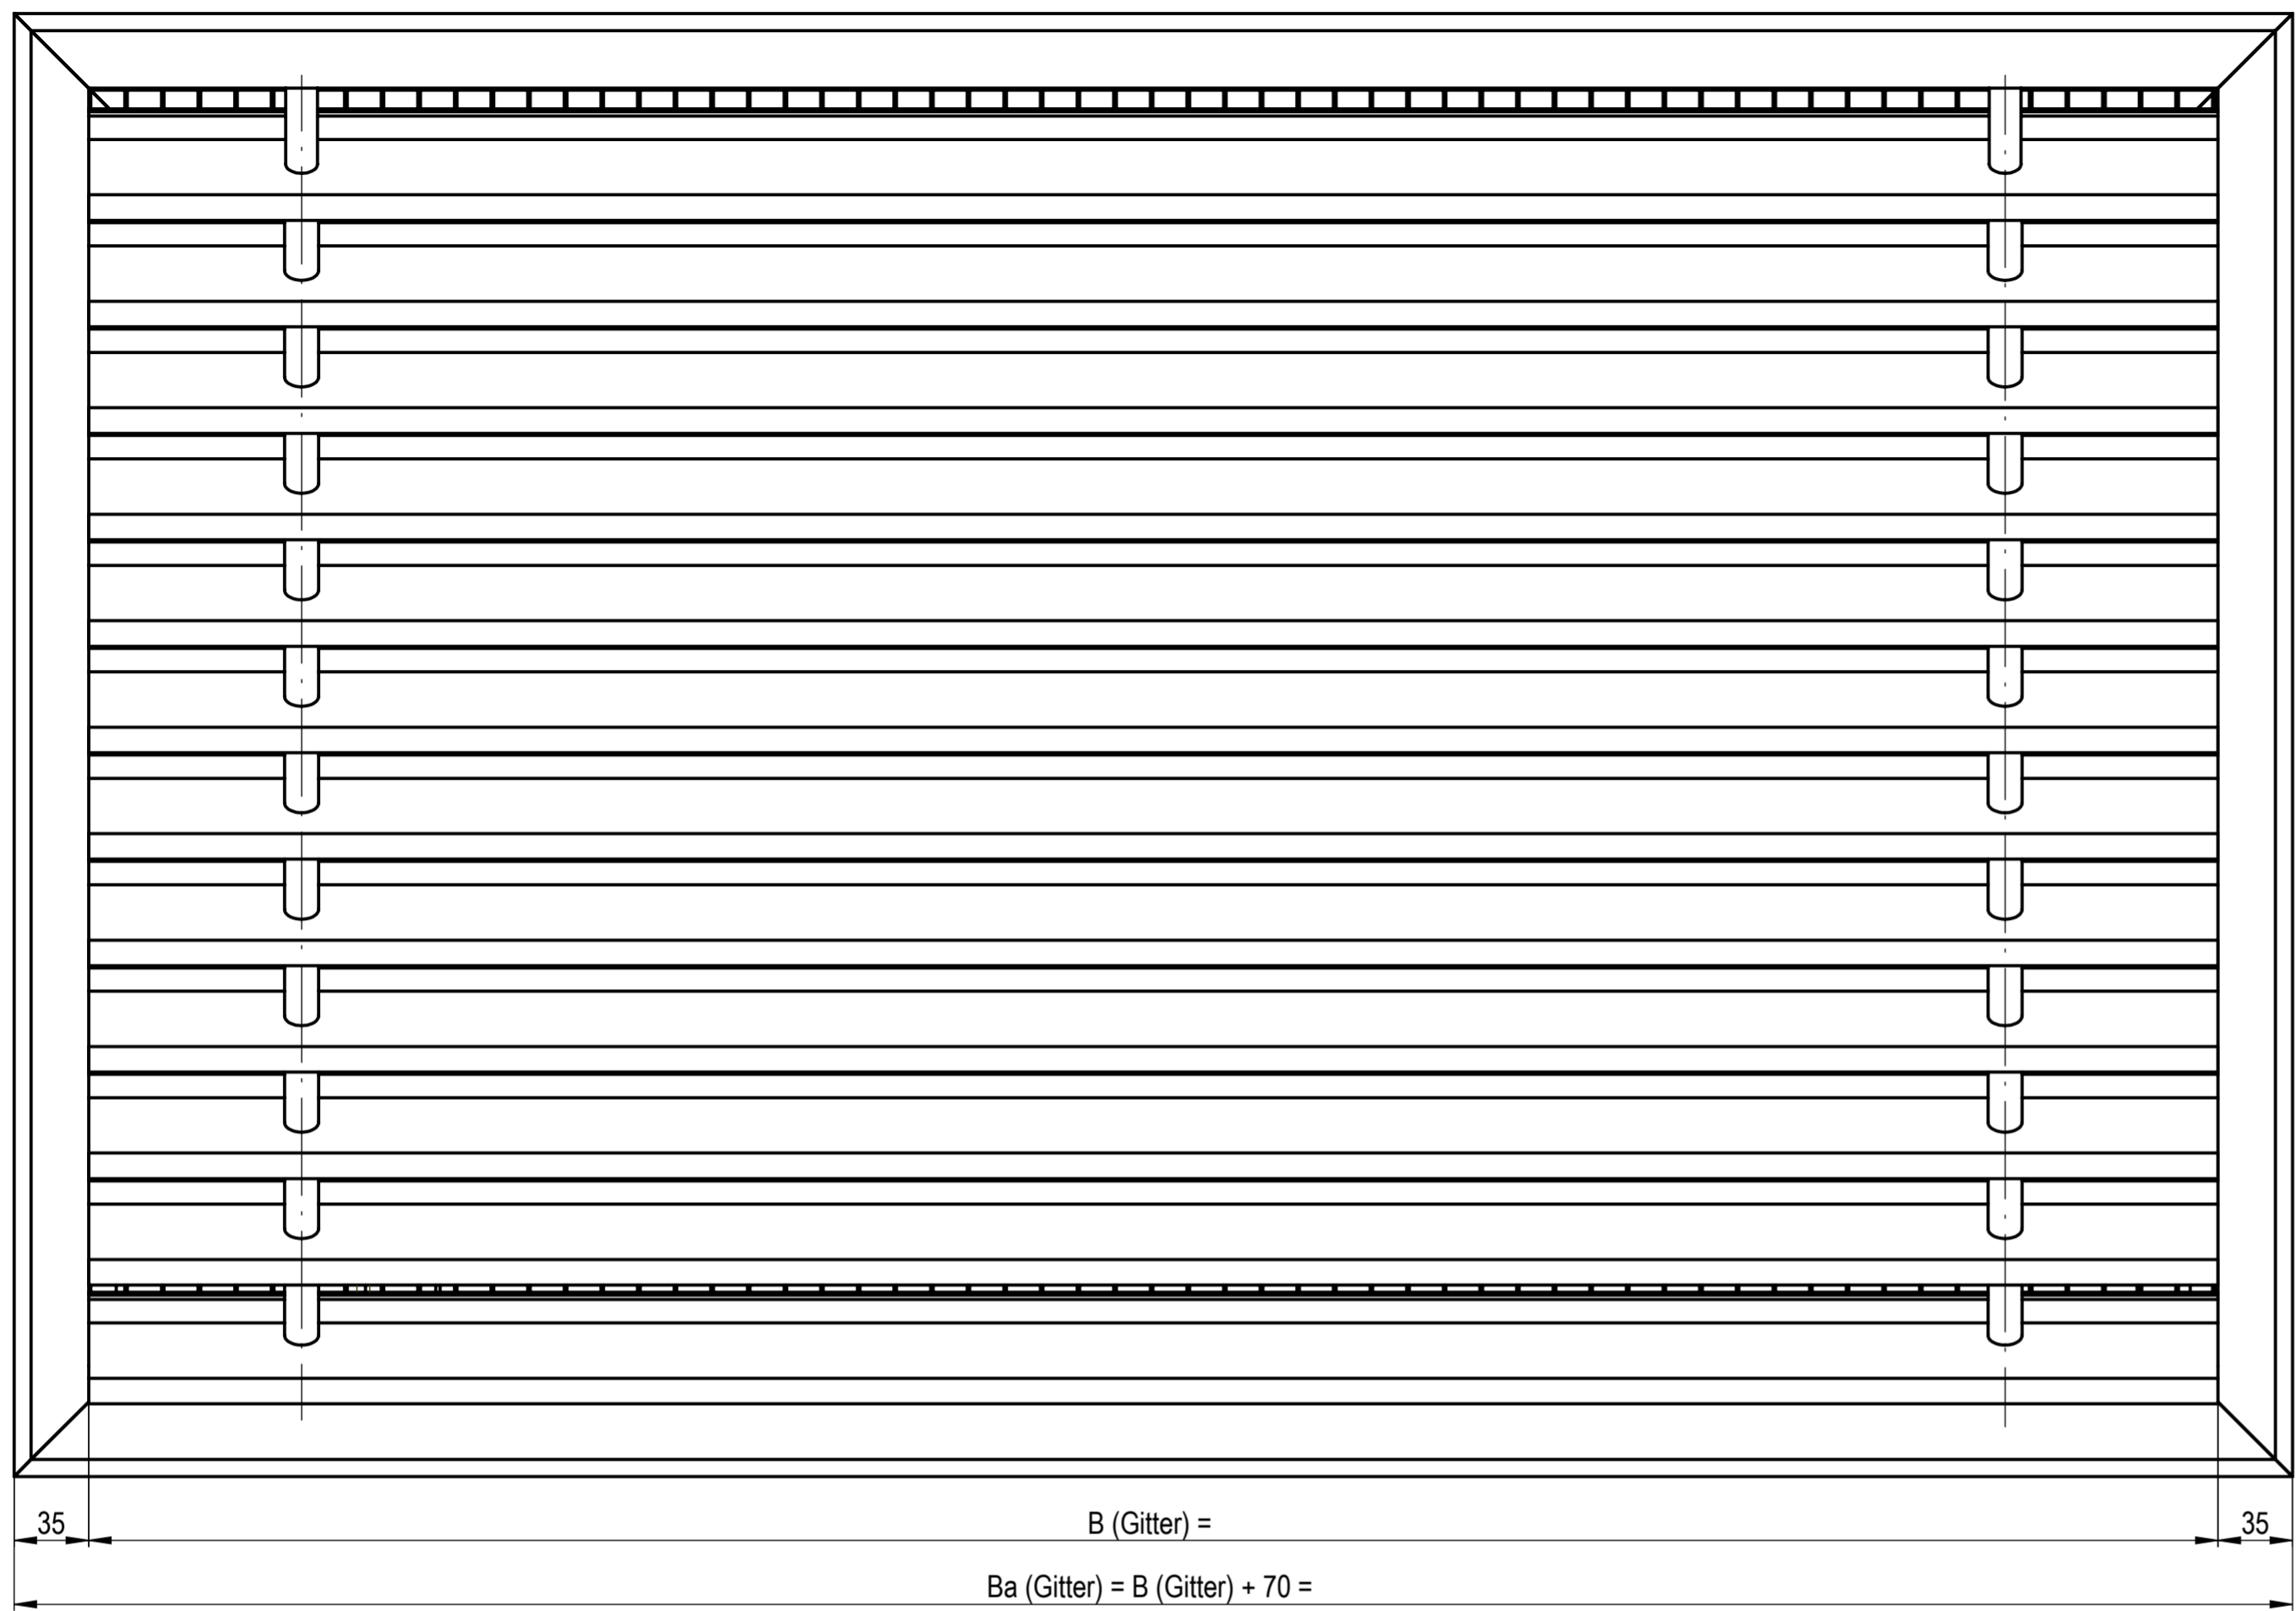 35
B (Gitter) =
35
Ba (Gitter) = B (Gitter) + 70 =